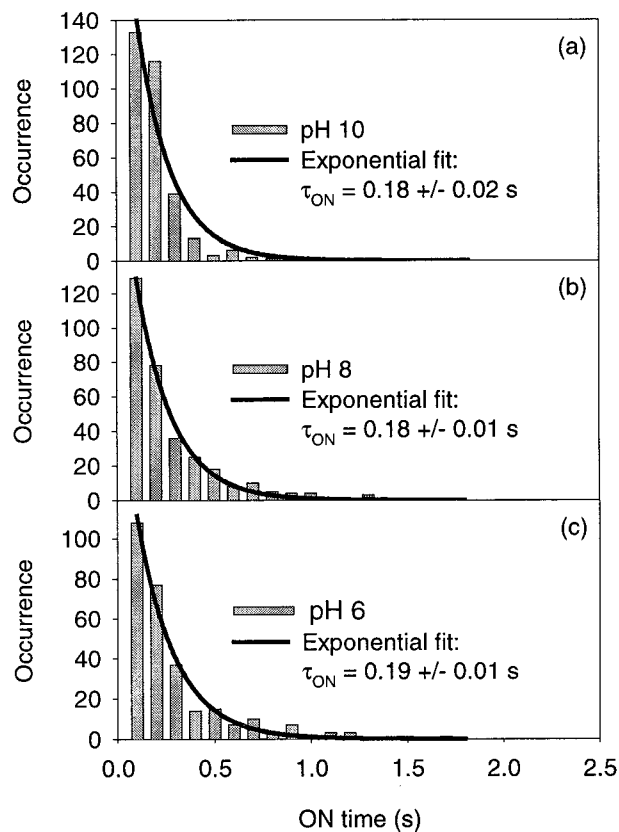 140
120
100
80
60
40
20
0
Occurrence
(a)
pH 10
Exponential fit:
τON = 0.18 +/- 0.02 s
120
100
80
60
40
20
0
Occurrence
(b)
pH 8
Exponential fit:
τON = 0.18 +/- 0.01 s
100
80
60
40
20
0
Occurrence
(c)
pH 6
Exponential fit:
τON = 0.19 +/- 0.01 s
0.0 0.5 1.0 1.5 2.0 2.5
ON time (s)